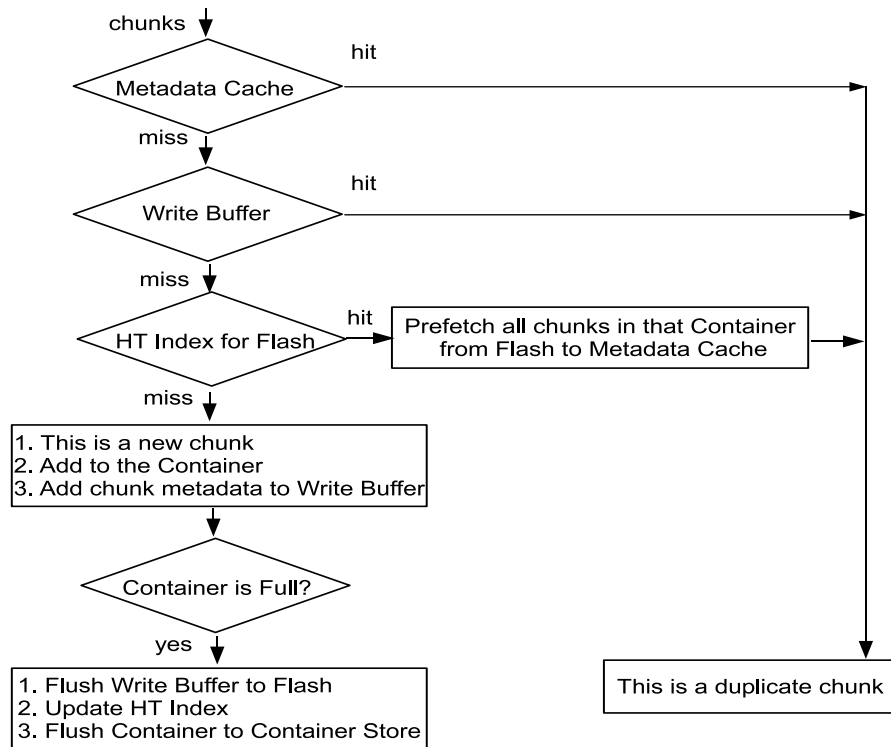 chunks
hit
Metadata Cache
miss
hit
Write Buffer
miss
hit
Prefetch all chunks in that Container
from Flash to Metadata Cache
HT Index for Flash
miss
1. This is a new chunk
2. Add to the Container
3. Add chunk metadata to Write Buffer
Container is Full?
yes
1. Flush Write Buffer to Flash
2. Update HT Index
3. Flush Container to Container Store
This is a duplicate chunk